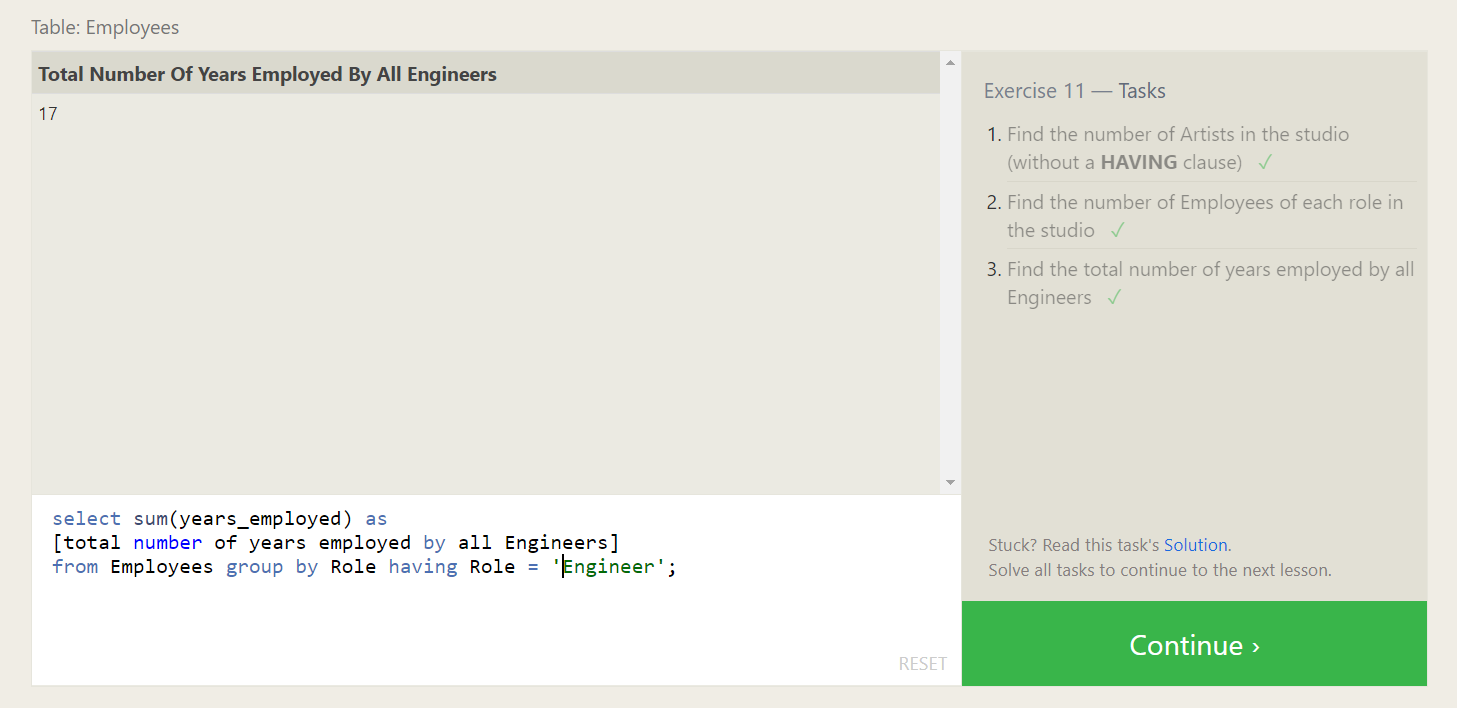 Table: Employees
Total Number Of Years Employed By All Engineers
17
select sum(years_employed) as
[total number of years employed by all Engineers]
from Employees group by Role having Role = 'Engineer';
RESET
Exercise 11 — Tasks
1. Find the number of Artists in the studio
(without a HAVING clause) ✓
2. Find the number of Employees of each role in
the studio ✓
3. Find the total number of years employed by all
Engineers ✓
Stuck? Read this task's Solution.
Solve all tasks to continue to the next lesson.
Continue ›